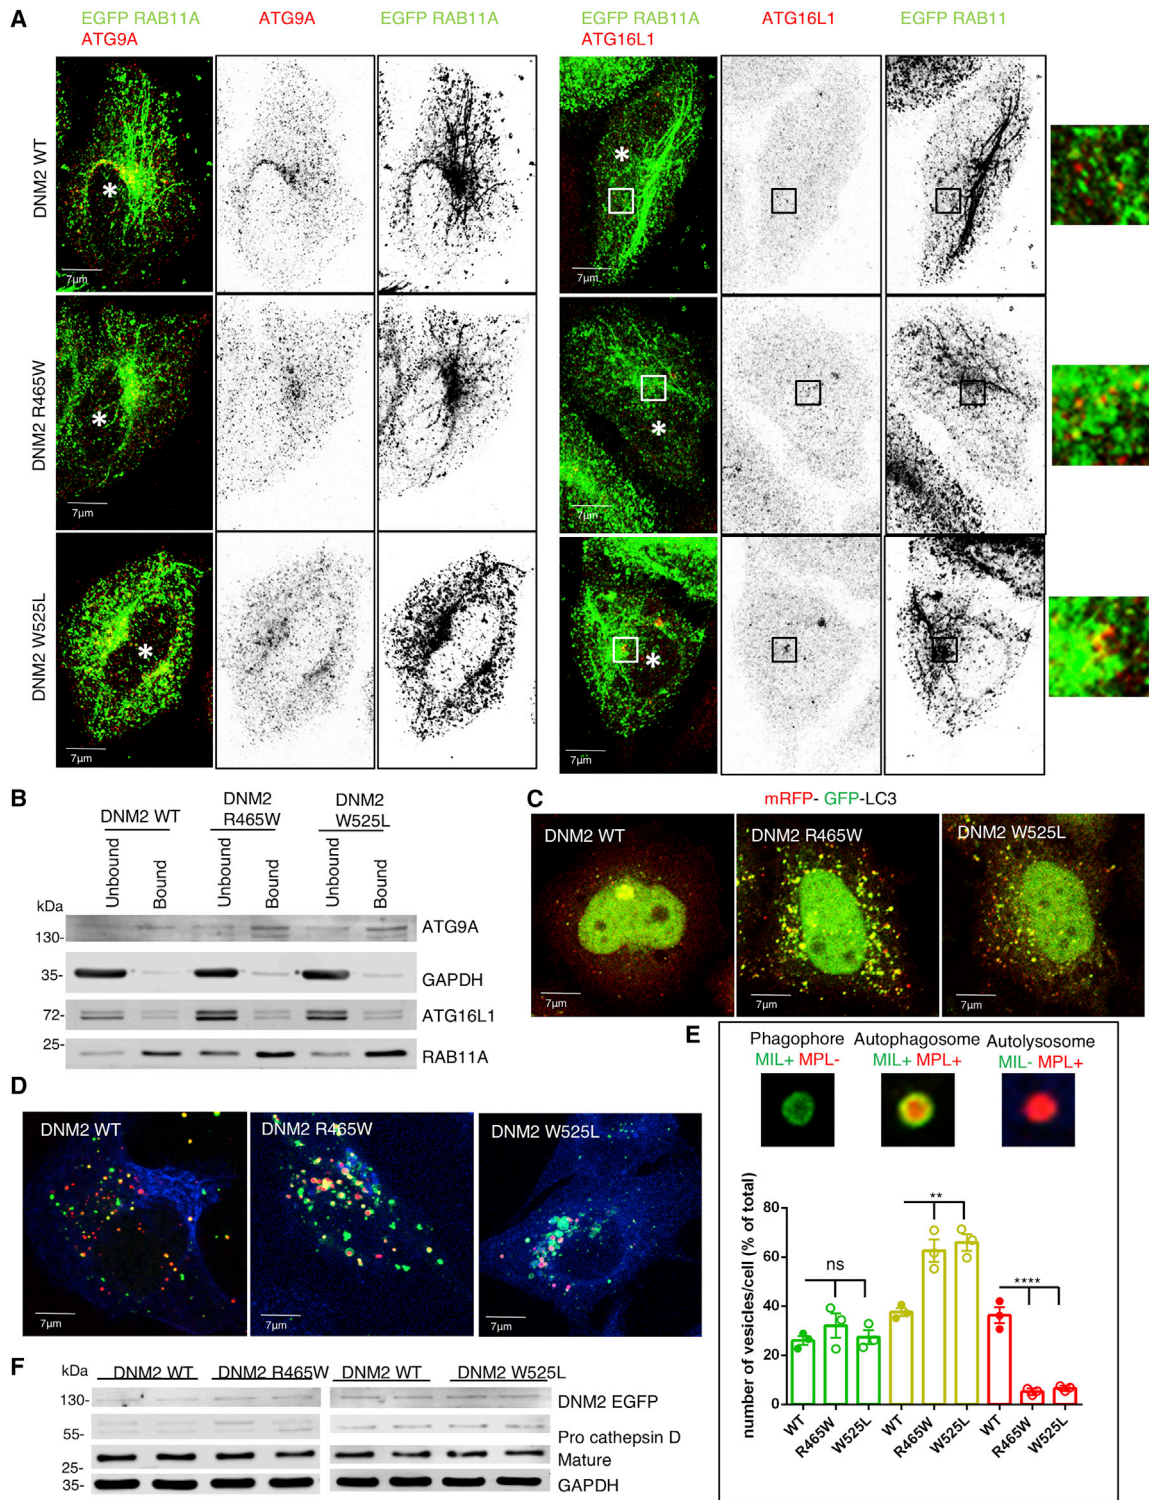 A
EGFP RAB11A
ATG9A
ATG9A
EGFP RAB11A
EGFP RAB11A
ATG16L1
ATG16L1
EGFP RAB11
DNM2 WT
*
7µm
*
7µm
DNM2 R465W
*
7µm
*
7µm
DNM2 W525L
*
7µm
*
7µm
B
DNM2 WT
DNM2
R465W
DNM2
W525L
Unbound
Bound
Unbound
Bound
Unbound
Bound
kDa
130-
ATG9A
35-
GAPDH
72-
ATG16L1
25-
RAB11A
C
mRFP- GFP-LC3
DNM2 WT
DNM2 R465W
DNM2 W525L
7µm
7µm
7µm
D
DNM2 WT
DNM2 R465W
DNM2 W525L
7µm
7µm
7µm
E
Phagophore
MIL+ MPL-
Autophagosome
MIL+ MPL+
Autolysosome
MIL- MPL+
number of vesicles/cell (% of total)
80
60
40
20
0
ns
**
****
WT
R465W
W525L
WT
R465W
W525L
WT
R465W
W525L
F
kDa
DNM2 WT
DNM2 R465W
DNM2 WT
DNM2 W525L
130-
DNM2 EGFP
55-
Pro cathepsin D
Mature
25-
35-
GAPDH